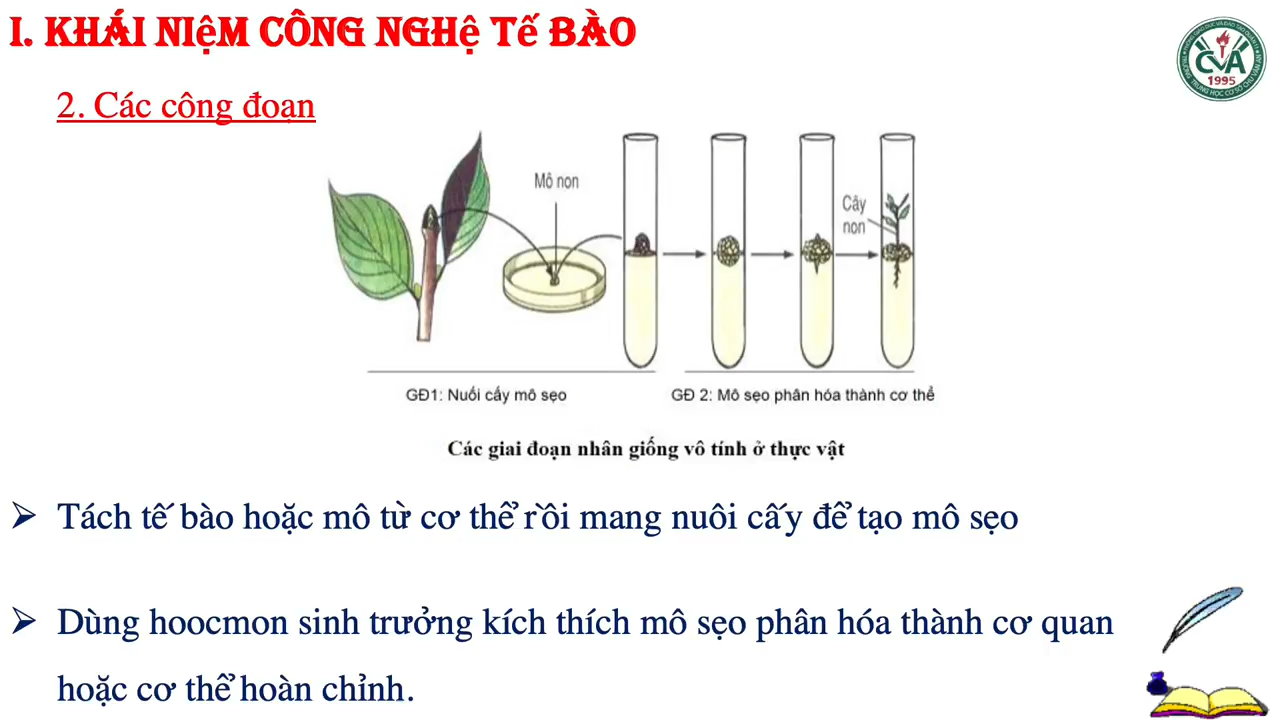 I. KHÁI NIỆM CÔNG NGHỆ TẾ BÀO
2. Các công đoạn
Mô non
Cây
non
GĐ1: Nuối cấy mô sẹo
GĐ 2: Mô sẹo phân hóa thành cơ thể
Các giai đoạn nhân giống vô tính ở thực vật
➢ Tách tế bào hoặc mô từ cơ thể rồi mang nuôi cấy để tạo mô sẹo
➢ Dùng hoocmon sinh trưởng kích thích mô sẹo phân hóa thành cơ quan
hoặc cơ thể hoàn chỉnh.
CVA
1995